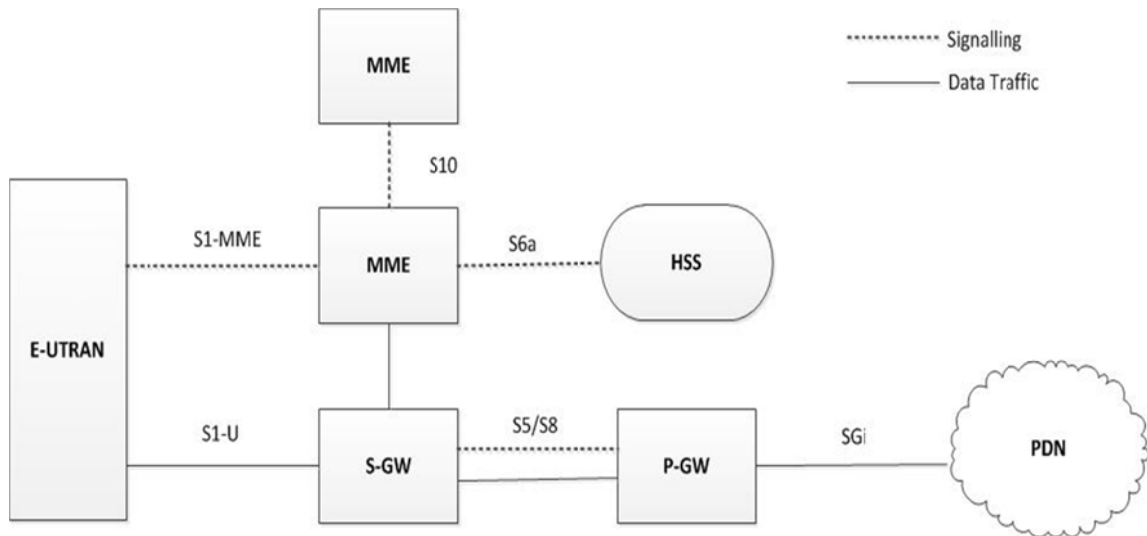 MME
Signalling
Data Traffic
S10
S1-MME
MME
S6a
HSS
E-UTRAN
S1-U
S-GW
S5/S8
P-GW
SGi
PDN